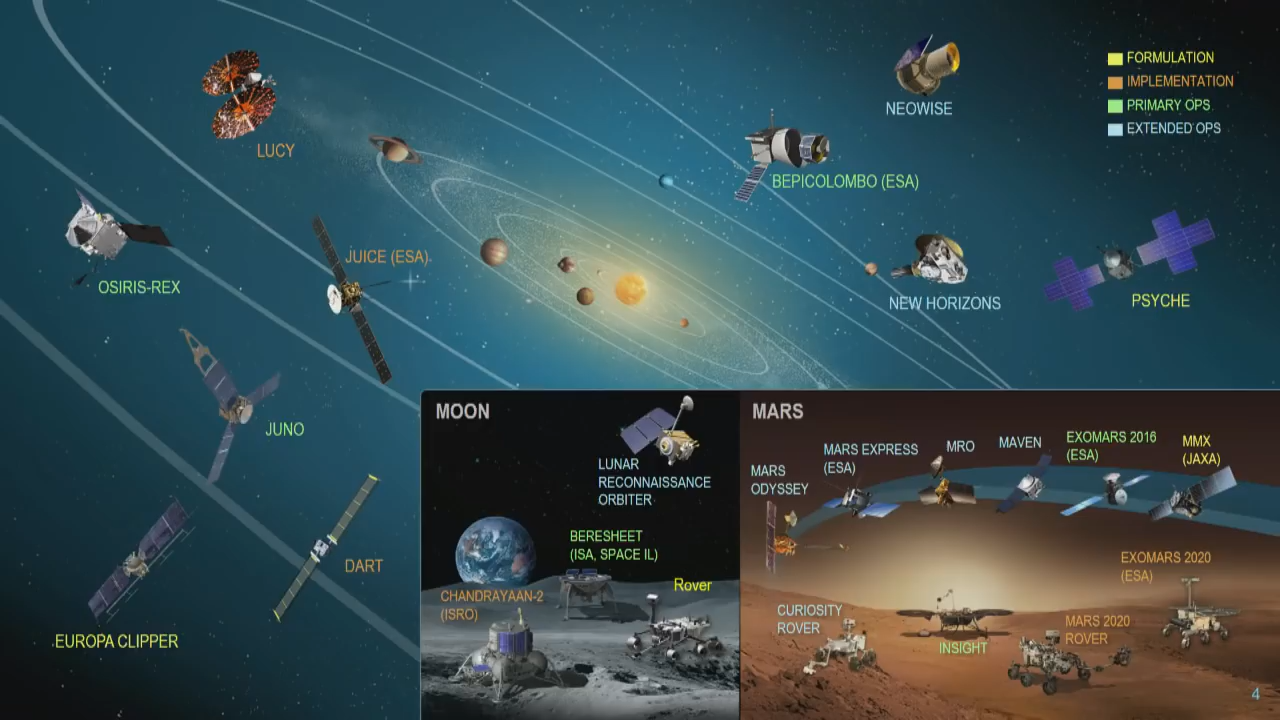 FORMULATION
IMPLEMENTATION
PRIMARY OPS
EXTENDED OPS
NEOWISE
LUCY
BEPICOLOMBO (ESA)
JUICE (ESA)
OSIRIS-REX
NEW HORIZONS
PSYCHE
JUNO
DART
EUROPA CLIPPER
MOON
LUNAR
RECONNAISSANCE
ORBITER
BERESHEET
(ISA, SPACE IL)
Rover
CHANDRAYAAN-2
(ISRO)
MARS
MARS
ODYSSEY
MARS EXPRESS
(ESA)
MRO
MAVEN
EXOMARS 2016
(ESA)
MMX
(JAXA)
EXOMARS 2020
(ESA)
CURIOSITY
ROVER
INSIGHT
MARS 2020
ROVER
4